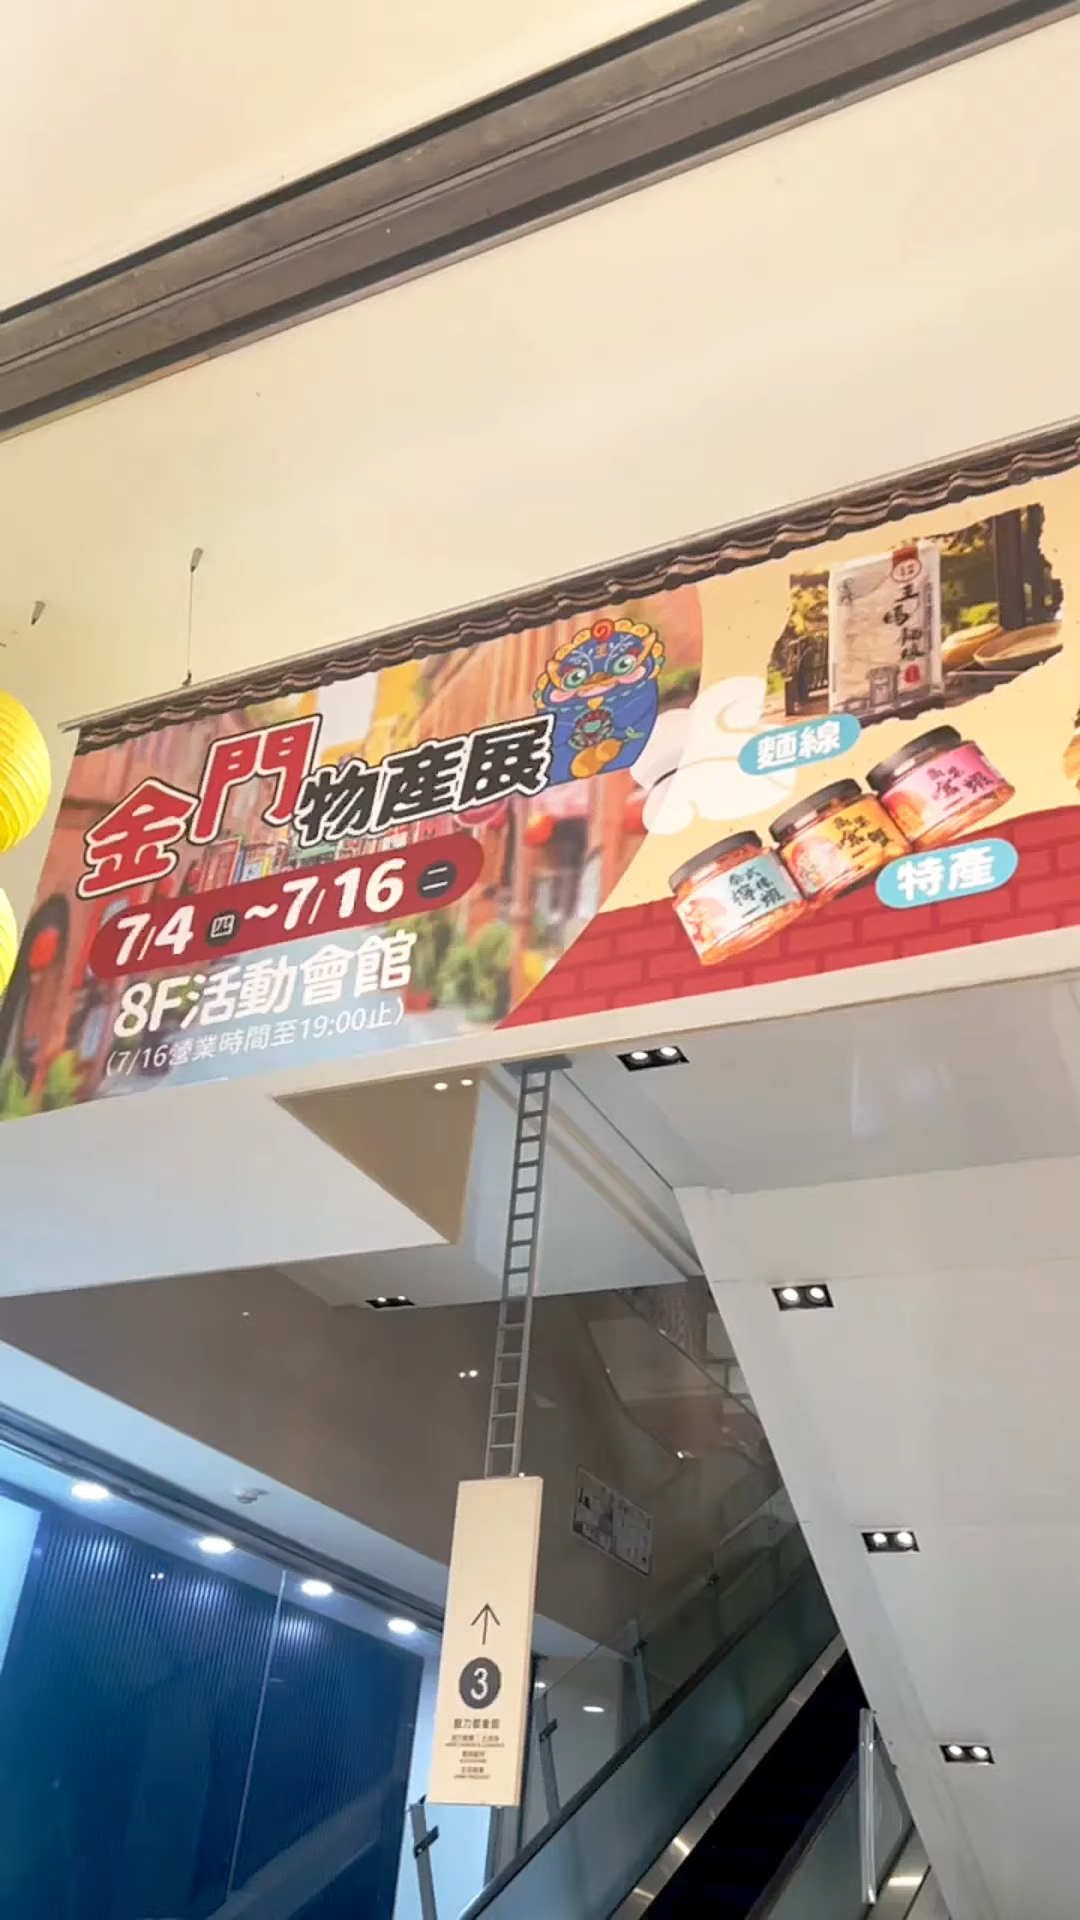 金門物產展
7/4 四 ~7/16 二
8F活動會館
(7/16營業時間至19:00止)
麵線
特產
3